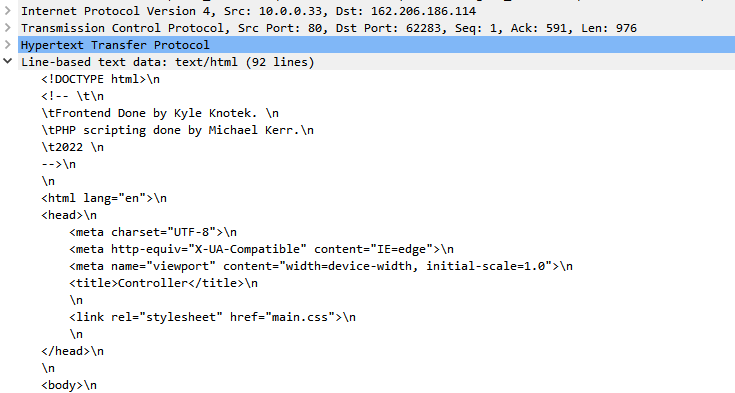 Internet Protocol Version 4, Src: 10.0.0.33, Dst: 162.206.186.114
Transmission Control Protocol, Src Port: 80, Dst Port: 62283, Seq: 1, Ack: 591, Len: 976
Hypertext Transfer Protocol
Line-based text data: text/html (92 lines)
<!DOCTYPE html>\n
<!-- \t\n
\tFrontend Done by Kyle Knotek. \n
\tPHP scripting done by Michael Kerr.\n
\t2022 \n
-->\n
\n
<html lang="en">\n
<head>\n
<meta charset="UTF-8">\n
<meta http-equiv="X-UA-Compatible" content="IE=edge">\n
<meta name="viewport" content="width=device-width, initial-scale=1.0">\n
<title>Controller</title>\n
\n
<link rel="stylesheet" href="main.css">\n
\n
</head>\n
\n
<body>\n